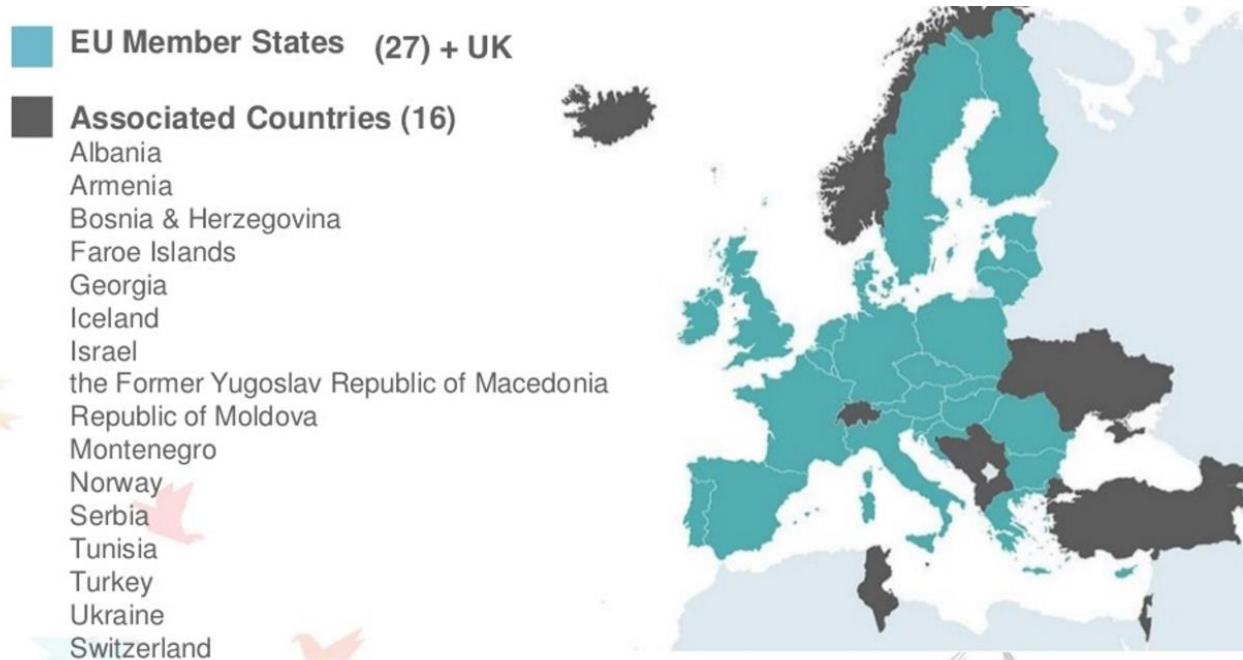 EU Member States (27) + UK
Associated Countries (16)
Albania
Armenia
Bosnia & Herzegovina
Faroe Islands
Georgia
Iceland
Israel
the Former Yugoslav Republic of Macedonia
Republic of Moldova
Montenegro
Norway
Serbia
Tunisia
Turkey
Ukraine
Switzerland